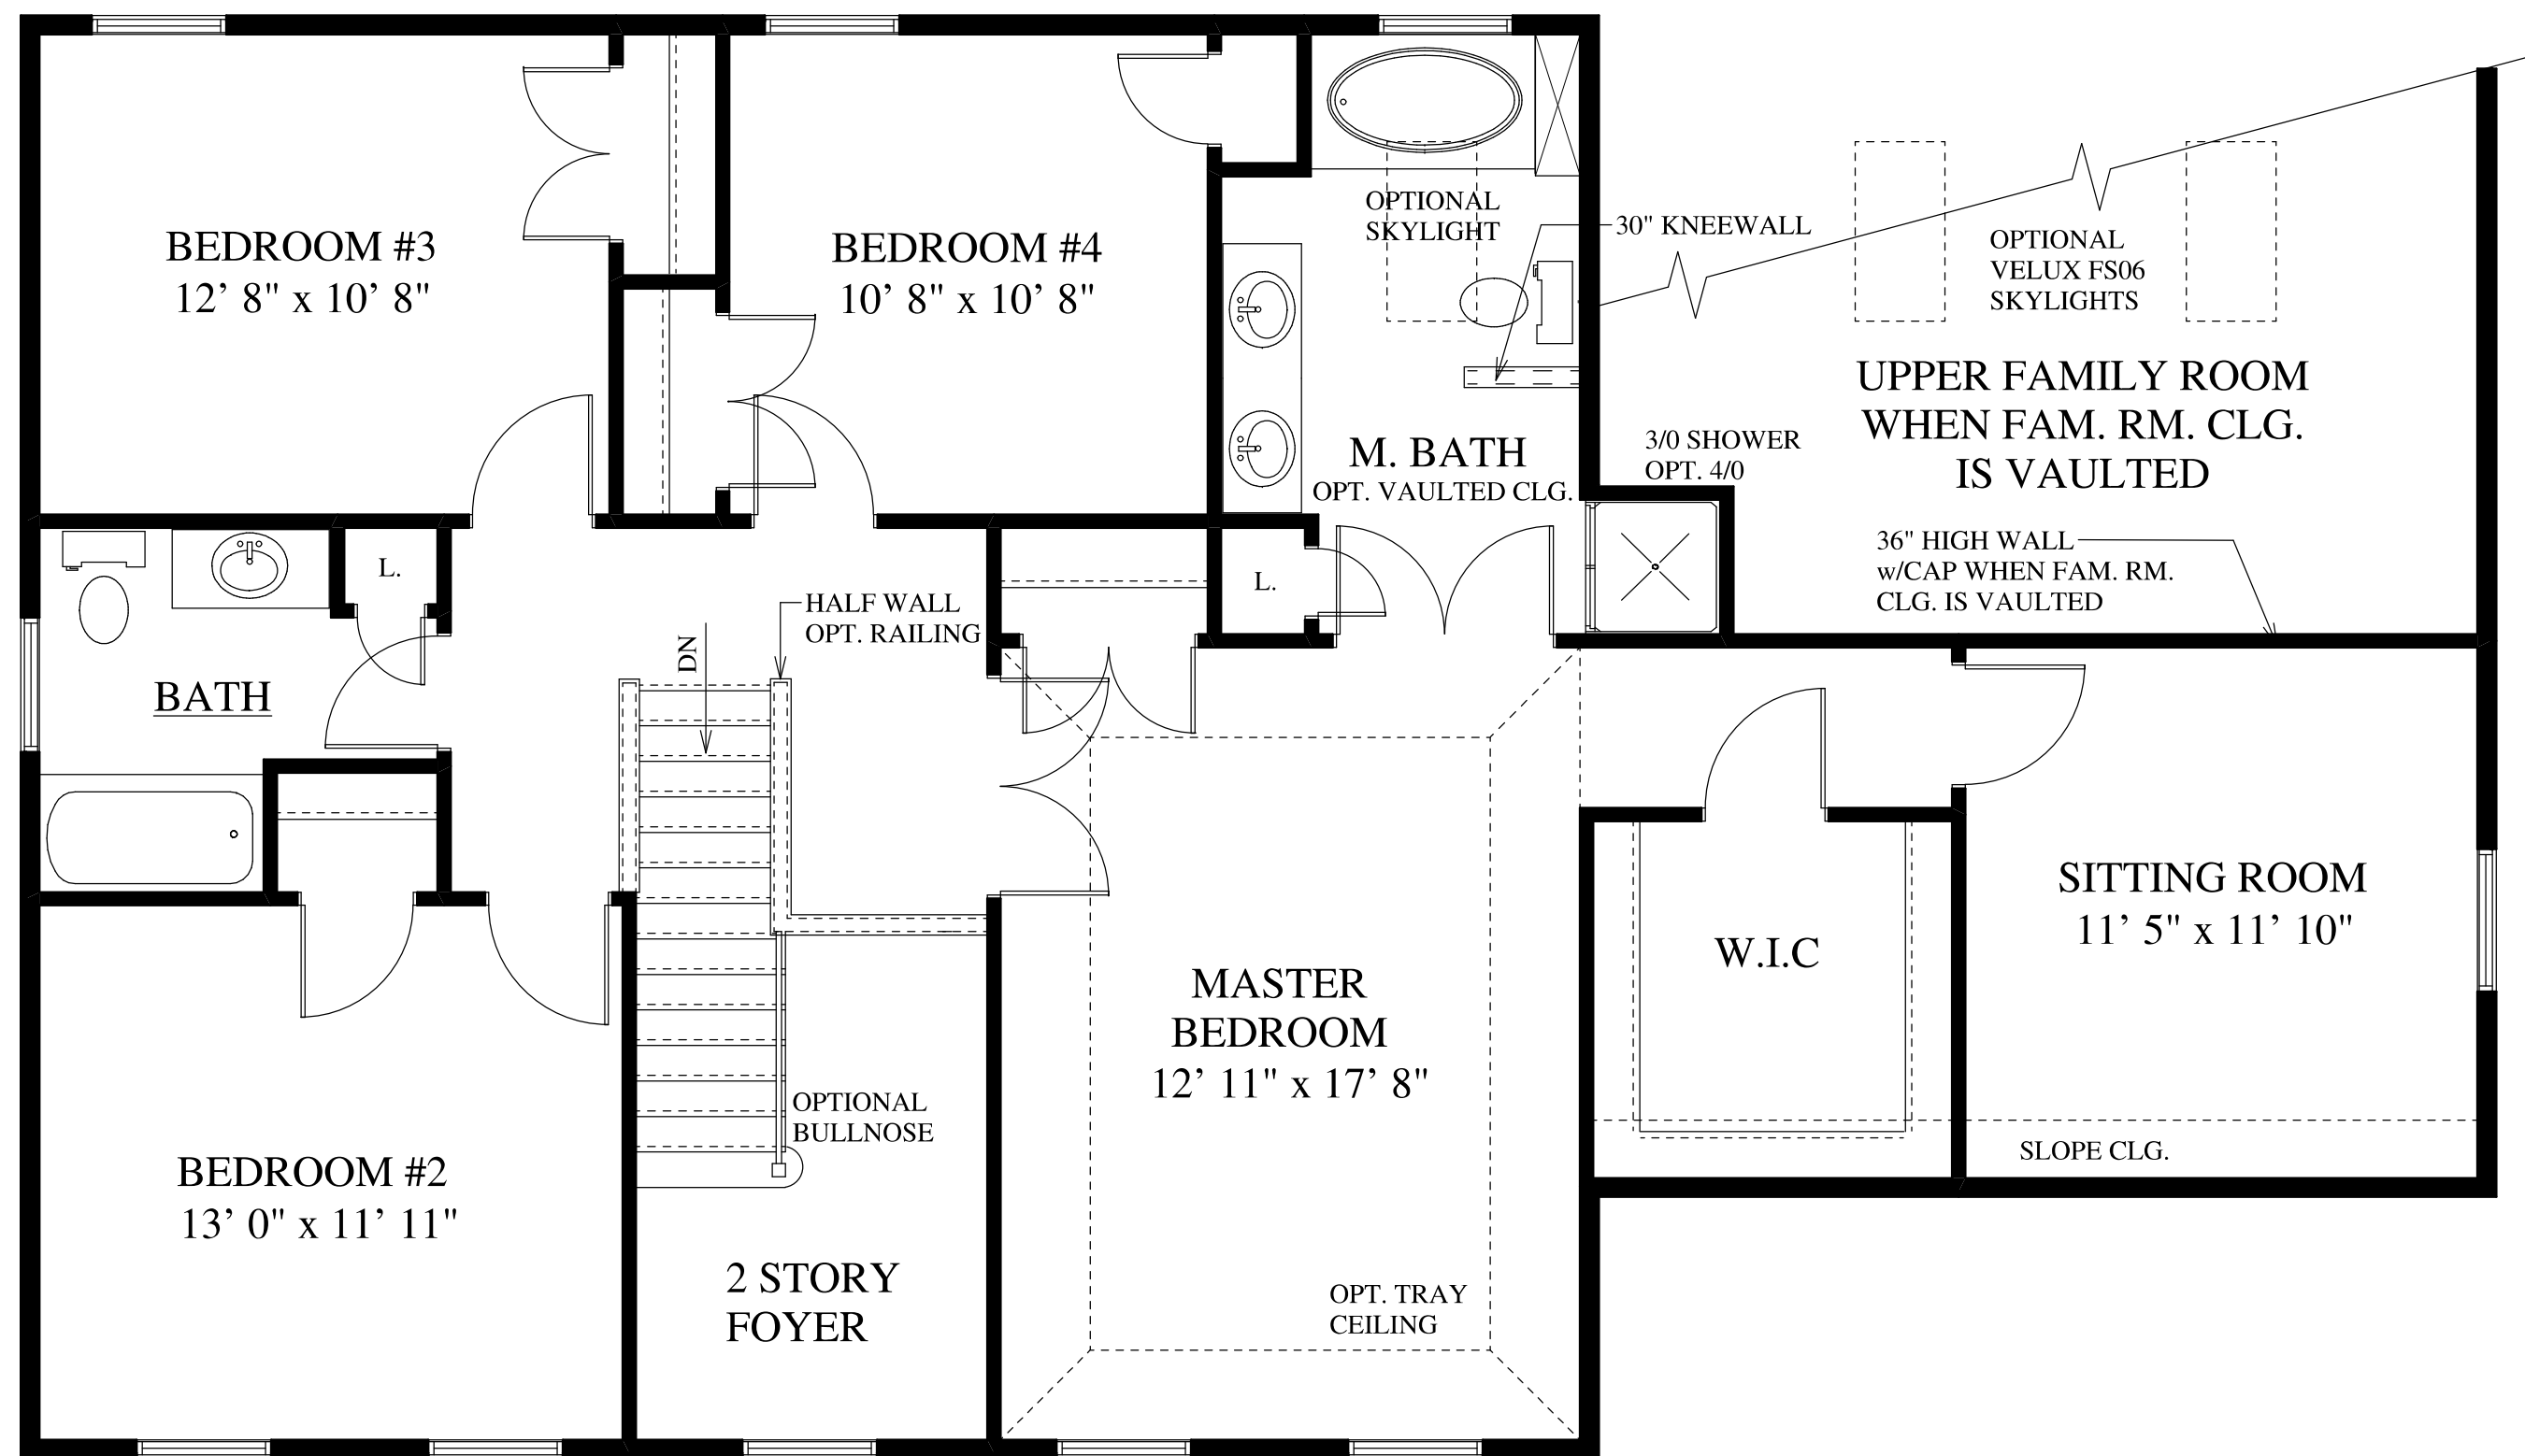 BEDROOM #3
12’ 8" x 10’ 8"
BEDROOM #4
10’ 8" x 10’ 8"
OPTIONAL
SKYLIGHT
30" KNEEWALL
OPTIONAL
VELUX FS06
SKYLIGHTS
UPPER FAMILY ROOM
WHEN FAM. RM. CLG.
IS VAULTED
M. BATH
OPT. VAULTED CLG.
3/0 SHOWER
OPT. 4/0
36" HIGH WALL
w/CAP WHEN FAM. RM.
CLG. IS VAULTED
L.
L.
HALF WALL
OPT. RAILING
DN
BATH
SITTING ROOM
11’ 5" x 11’ 10"
W.I.C
MASTER
BEDROOM
12’ 11" x 17’ 8"
OPTIONAL
BULLNOSE
SLOPE CLG.
BEDROOM #2
13’ 0" x 11’ 11"
2 STORY
FOYER
OPT. TRAY
CEILING